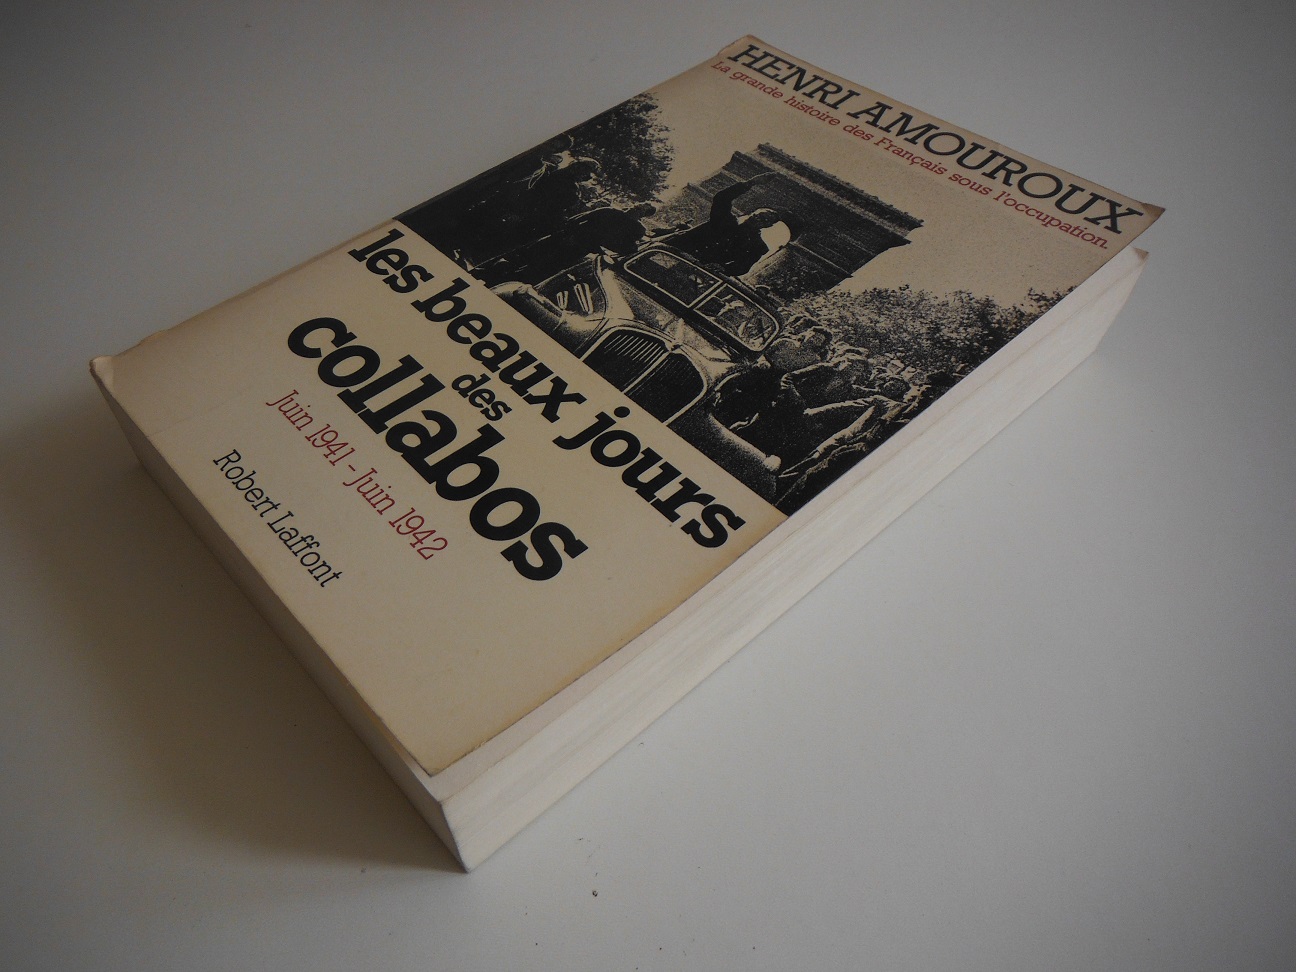 HENRI AMOUROUX
La grande histoire des Français sous l'occupation.
les beaux jours
des
collabos
Juin 1941 - Juin 1942
Robert Laffont